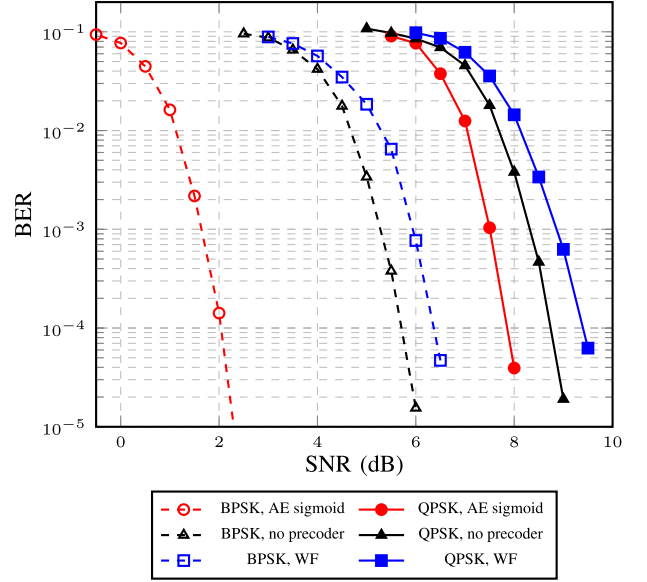 10⁻¹
10⁻²
10⁻³
10⁻⁴
10⁻⁵
BER
0 2 4 6 8 10
SNR (dB)
BPSK, AE sigmoid QPSK, AE sigmoid
BPSK, no precoder QPSK, no precoder
BPSK, WF QPSK, WF